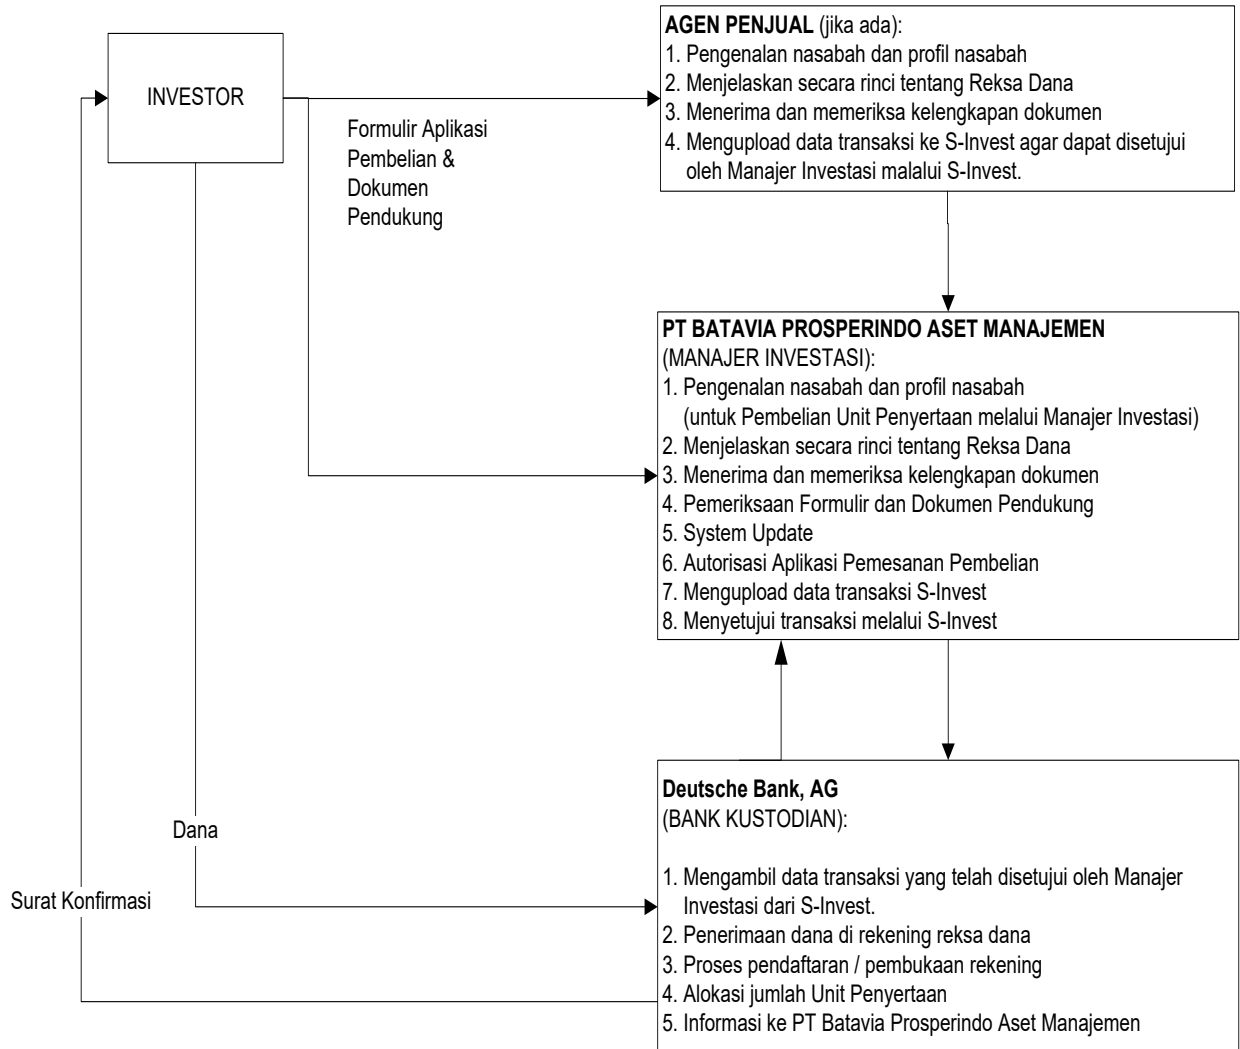 INVESTOR
Formulir Aplikasi
Pembelian &
Dokumen
Pendukung
AGEN PENJUAL (jika ada):
1. Pengenalan nasabah dan profil nasabah
2. Menjelaskan secara rinci tentang Reksa Dana
3. Menerima dan memeriksa kelengkapan dokumen
4. Mengupload data transaksi ke S-Invest agar dapat disetujui
oleh Manajer Investasi malalui S-Invest.
PT BATAVIA PROSPERINDO ASET MANAJEMEN
(MANAJER INVESTASI):
1. Pengenalan nasabah dan profil nasabah
(untuk Pembelian Unit Penyertaan melalui Manajer Investasi)
2. Menjelaskan secara rinci tentang Reksa Dana
3. Menerima dan memeriksa kelengkapan dokumen
4. Pemeriksaan Formulir dan Dokumen Pendukung
5. System Update
6. Autorisasi Aplikasi Pemesanan Pembelian
7. Mengupload data transaksi S-Invest
8. Menyetujui transaksi melalui S-Invest
Dana
Surat Konfirmasi
Deutsche Bank, AG
(BANK KUSTODIAN):
1. Mengambil data transaksi yang telah disetujui oleh Manajer
Investasi dari S-Invest.
2. Penerimaan dana di rekening reksa dana
3. Proses pendaftaran / pembukaan rekening
4. Alokasi jumlah Unit Penyertaan
5. Informasi ke PT Batavia Prosperindo Aset Manajemen